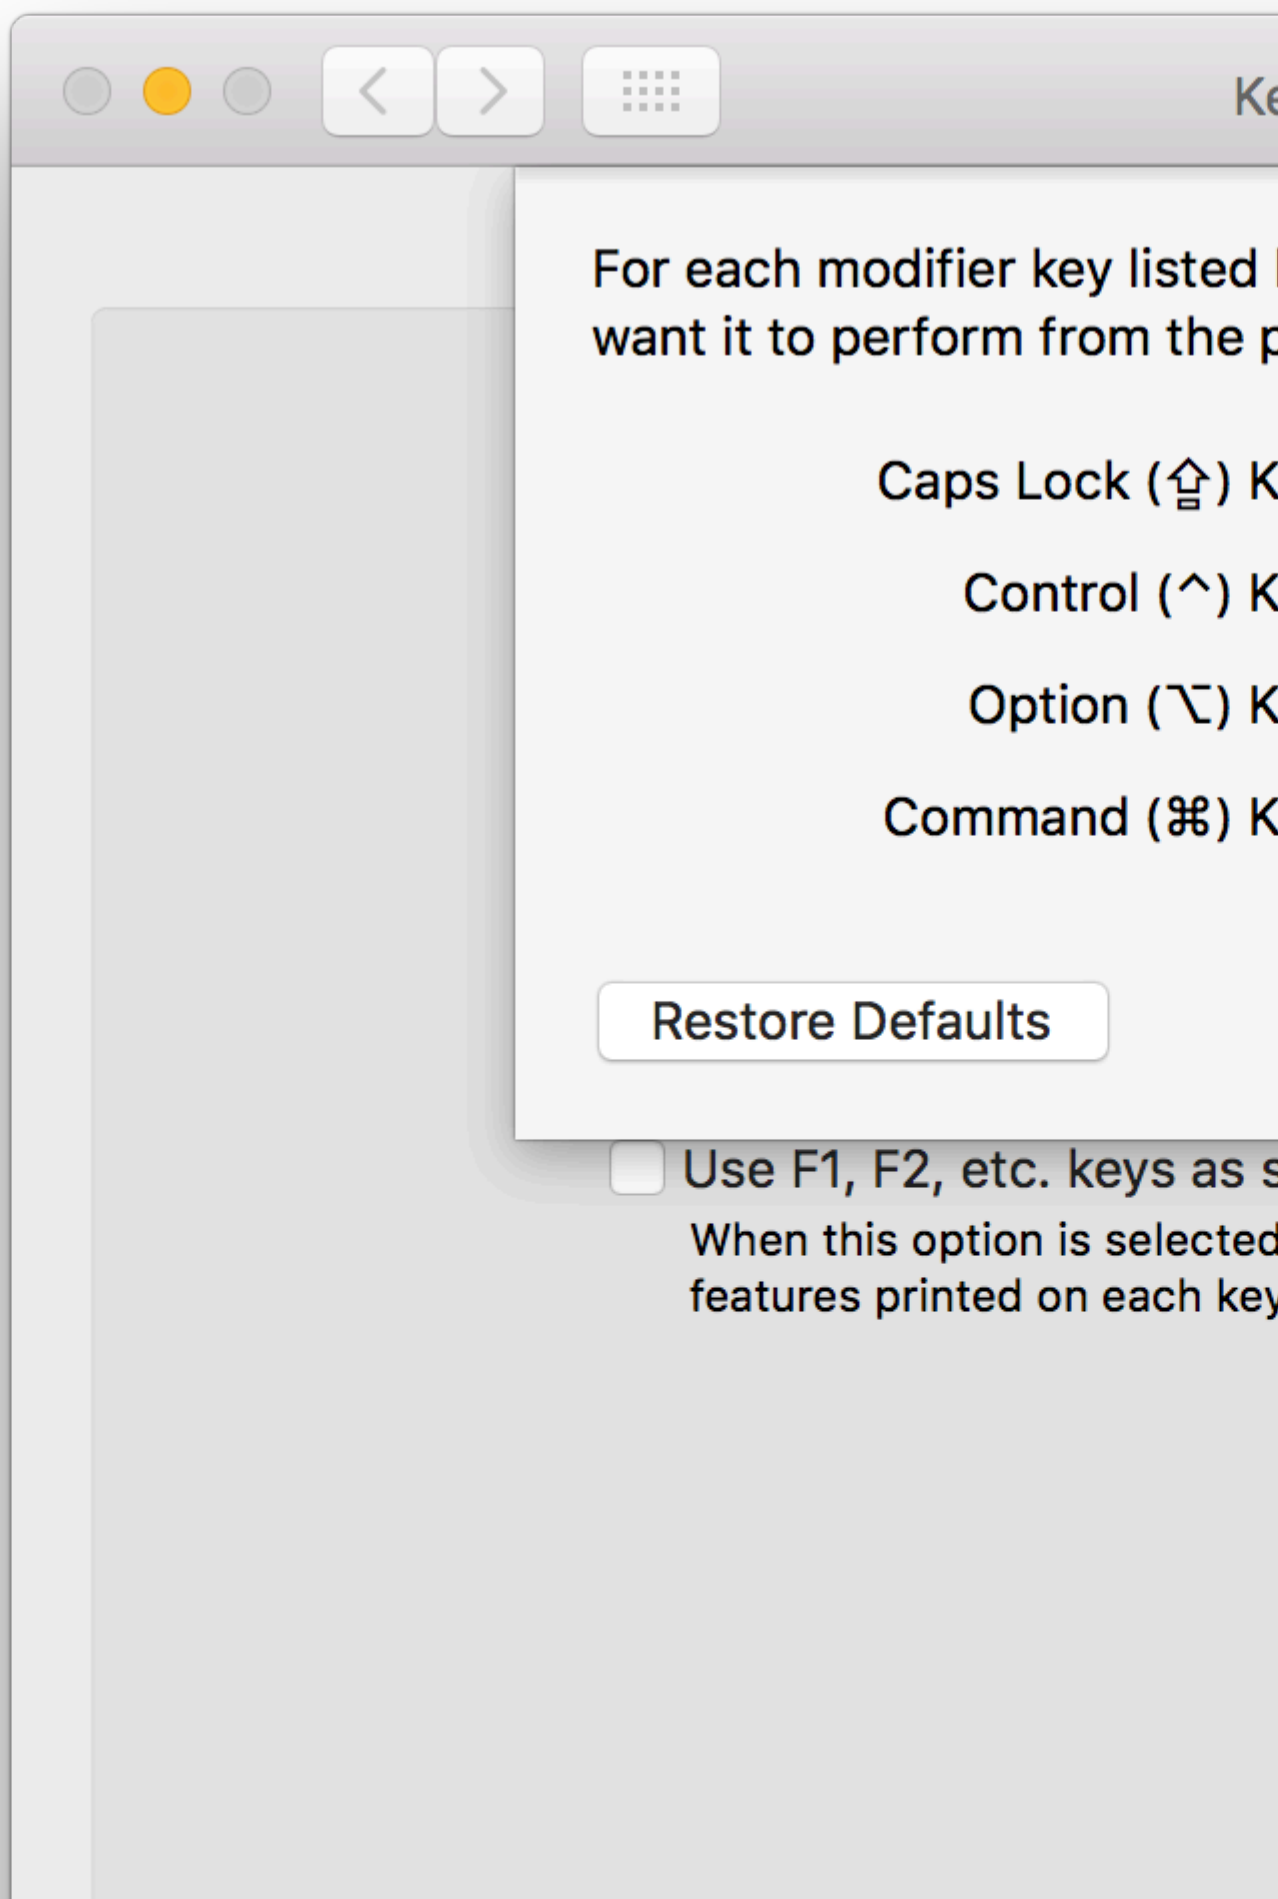 Ke
For each modifier key listed
want it to perform from the
Caps Lock (⇪) K
Control (^) K
Option (⌥) K
Command (⌘) K
Restore Defaults
Use F1, F2, etc. keys as s
When this option is selected
features printed on each key